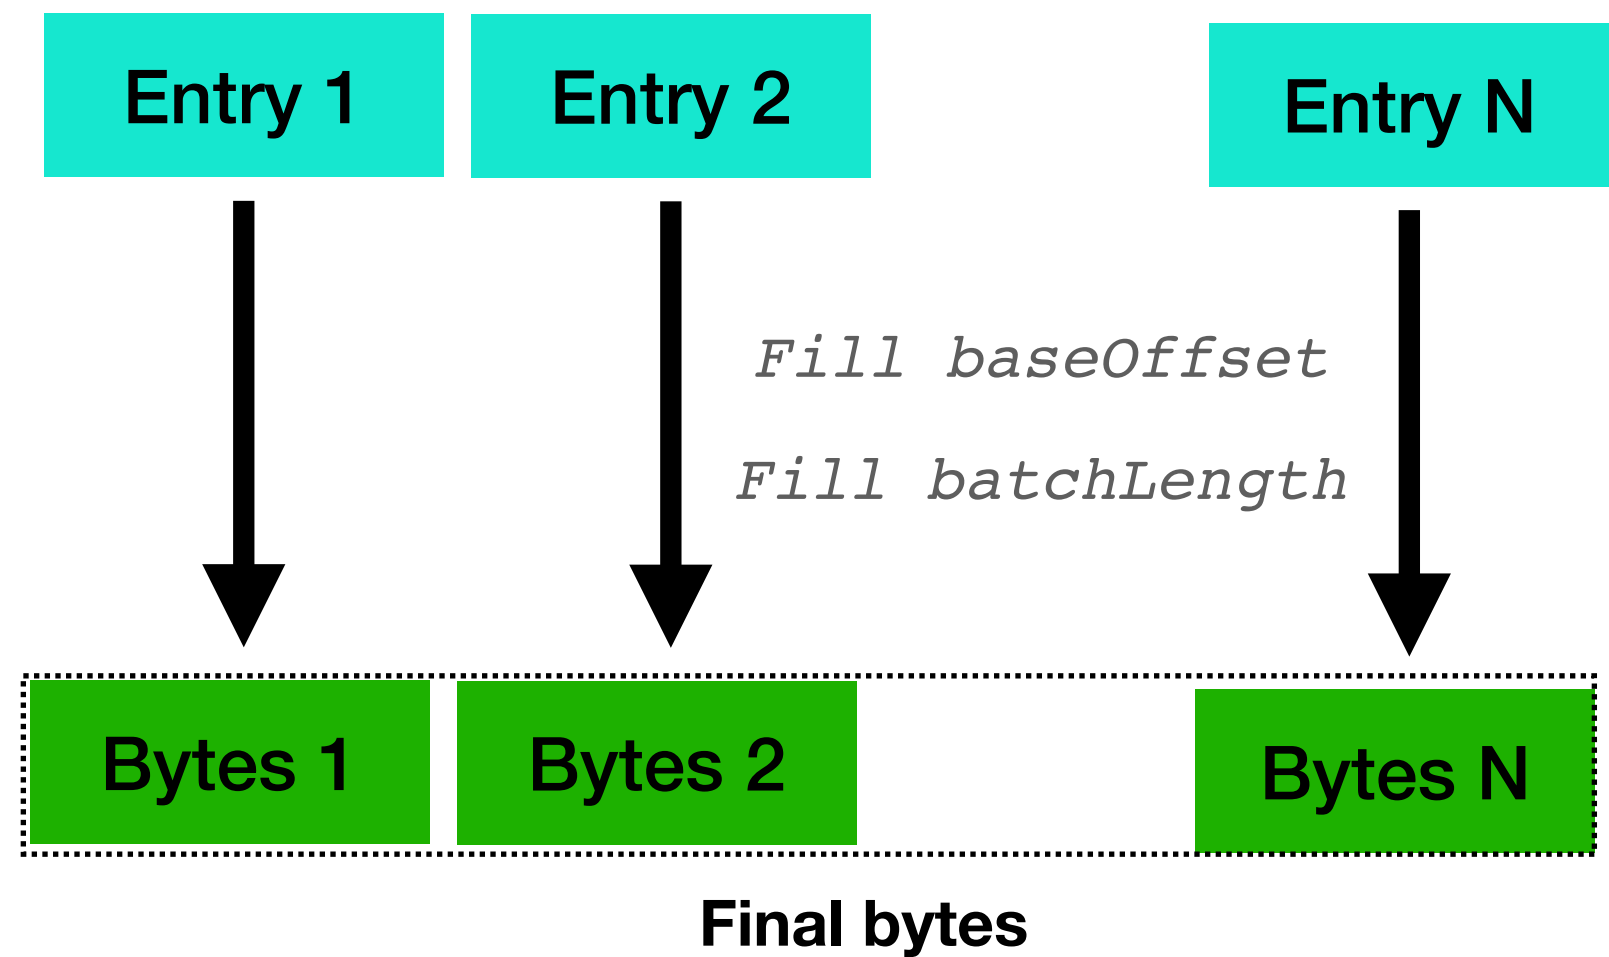 Entry 1
Entry 2
Entry N
Fill baseOffset
Fill batchLength
Bytes 1
Bytes 2
Bytes N
Final bytes